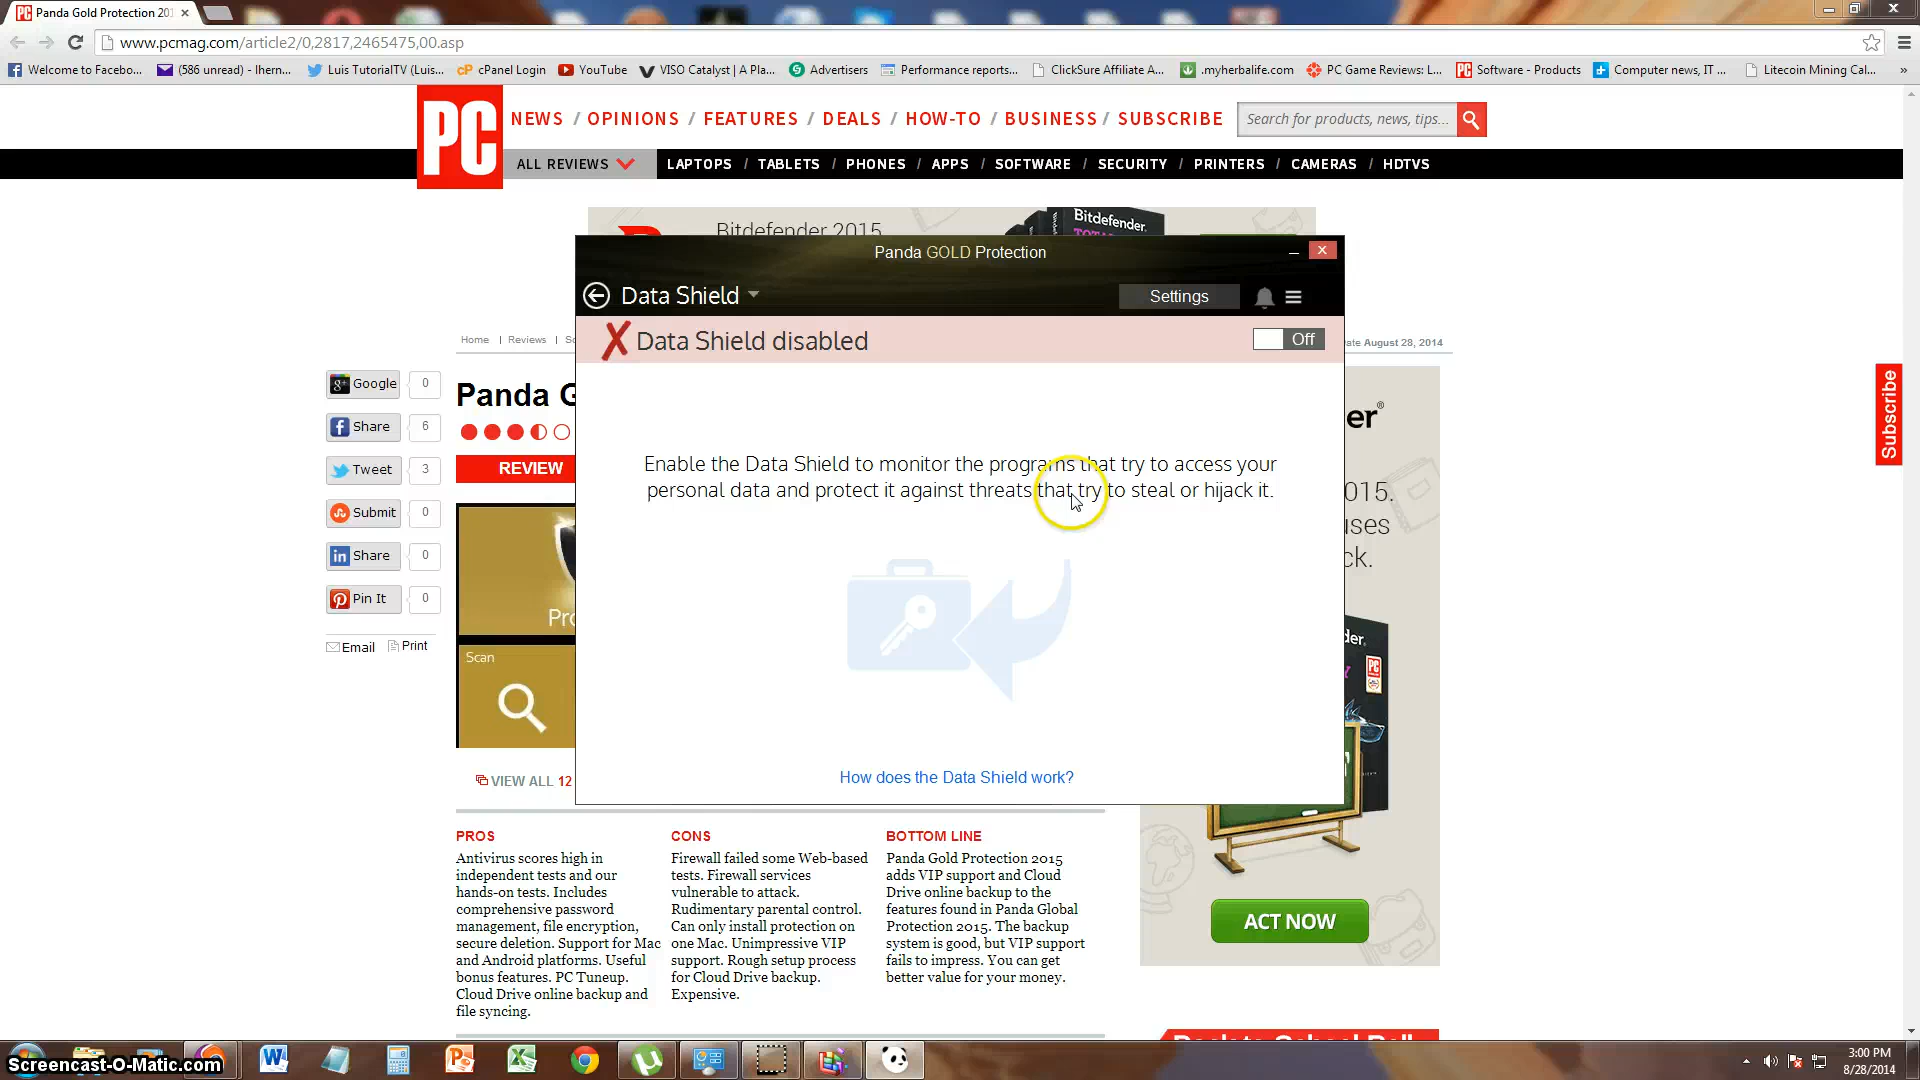 Panda Gold Protection 201
www.pcmag.com/article2/0,2817,2465475,00.asp
Welcome to Facebo...
(586 unread) - lhern...
Luis TutorialTV (Luis...
cPanel Login
YouTube
VISO Catalyst | A Pla...
Advertisers
Performance reports...
ClickSure Affiliate A...
.myherbalife.com
PC Game Reviews: L...
Software - Products
Computer news, IT ...
Litecoin Mining Cal...
»
PC
NEWS / OPINIONS / FEATURES / DEALS / HOW-TO / BUSINESS / SUBSCRIBE
Search for products, news, tips...
ALL REVIEWS
LAPTOPS / TABLETS / PHONES / APPS / SOFTWARE / SECURITY / PRINTERS / CAMERAS / HDTVS
Bitdefender 2015
Bitdefender
Panda GOLD Protection
Data Shield
Settings
Data Shield disabled
Off
Enable the Data Shield to monitor the programs that try to access your
personal data and protect it against threats that try to steal or hijack it.
How does the Data Shield work?
Home | Reviews |
August 28, 2014
Google 0
Share 6
Tweet 3
Submit 0
Share 0
Pin It 0
Email Print
Panda G
REVIEW
Scan
VIEW ALL 12
er®
015.
uses
ck.
der.
ACT NOW
Subscribe
PROS
Antivirus scores high in
independent tests and our
hands-on tests. Includes
comprehensive password
management, file encryption,
secure deletion. Support for Mac
and Android platforms. Useful
bonus features. PC Tuneup.
Cloud Drive online backup and
file syncing.
CONS
Firewall failed some Web-based
tests. Firewall services
vulnerable to attack.
Rudimentary parental control.
Can only install protection on
one Mac. Unimpressive VIP
support. Rough setup process
for Cloud Drive backup.
Expensive.
BOTTOM LINE
Panda Gold Protection 2015
adds VIP support and Cloud
Drive online backup to the
features found in Panda Global
Protection 2015. The backup
system is good, but VIP support
fails to impress. You can get
better value for your money.
Screencast-O-Matic.com
3:00 PM
8/28/2014